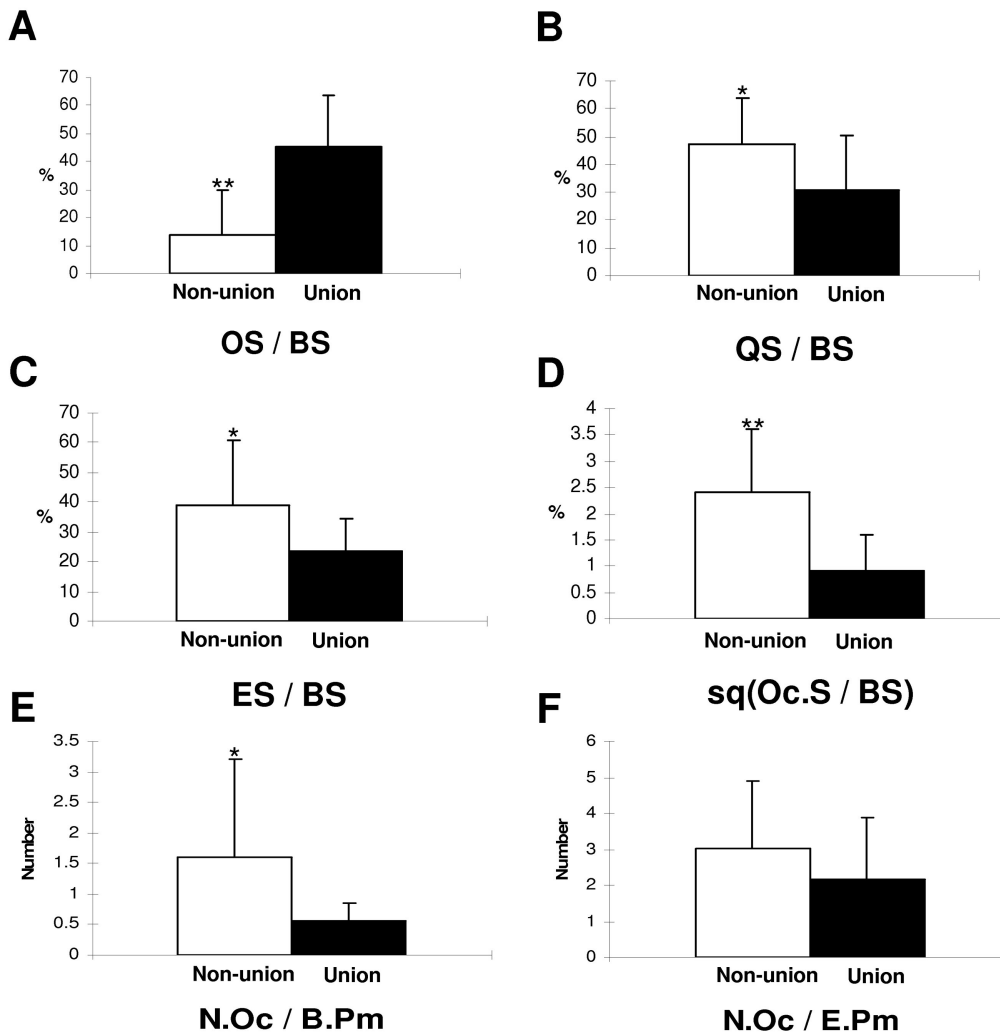 A
70
60
50
40
30
20
10
0
%
**
Non-union Union
OS / BS
B
70
60
50
40
30
20
10
0
%
*
Non-union Union
QS / BS
C
70
60
50
40
30
20
10
0
%
*
Non-union Union
ES / BS
D
4
3.5
3
2.5
2
1.5
1
0.5
0
%
**
Non-union Union
sq(Oc.S / BS)
E
3.5
3
2.5
2
1.5
1
0.5
0
Number
*
Non-union Union
N.Oc / B.Pm
F
6
5
4
3
2
1
0
Number
Non-union Union
N.Oc / E.Pm